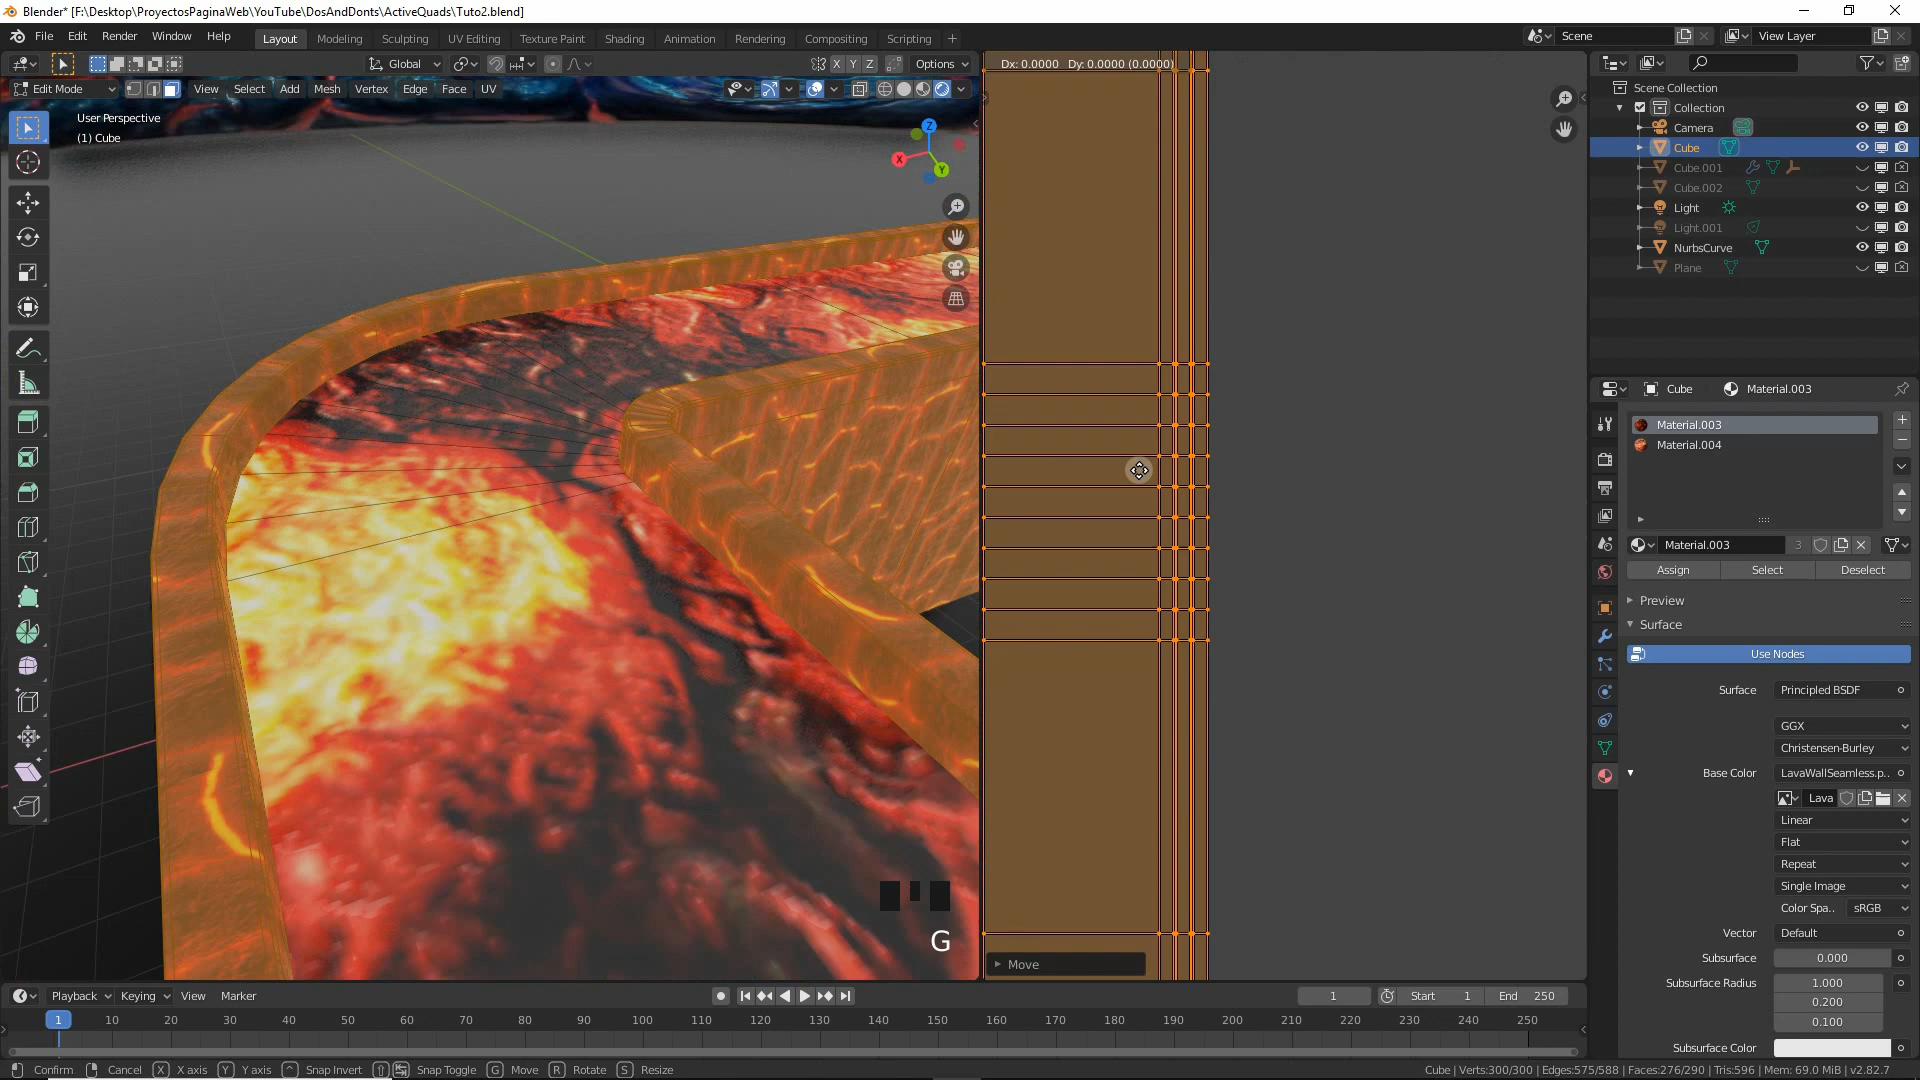 Blender* [F:\Desktop\ProyectosPaginaWeb\YouTube\DosAndDonts\ActiveQuads\Tuto2.blend]
File Edit Render Window Help
Layout Modeling Sculpting UV Editing Texture Paint Shading Animation Rendering Compositing Scripting +
Scene
View Layer
Global
X Y Z
Options
Edit Mode
View Select Add Mesh Vertex Edge Face UV
User Perspective
(1) Cube
Z
X
Y
G
Dx: 0.0000 Dy: 0.0000 (0.0000)
Move
Scene Collection
Collection
Camera
Cube
Cube.001
Cube.002
Light
Light.001
NurbsCurve
Plane
Cube
Material.003
Material.003
Material.004
Material.003
3
Assign Select Deselect
Preview
Surface
Use Nodes
Surface Principled BSDF
GGX
Christensen-Burley
Base Color LavaWallSeamless.p..
Lava
Linear
Flat
Repeat
Single Image
Color Spa.. sRGB
Vector Default
Subsurface 0.000
Subsurface Radius 1.000
0.200
0.100
Subsurface Color
Playback Keying View Marker
1
Start 1
End 250
1 10 20 30 40 50 60 70 80 90 100 110 120 130 140 150 160 170 180 190 200 210 220 230 240 250
Confirm Cancel X X axis Y Y axis ^ Snap Invert Snap Toggle G Move R Rotate S Resize
Cube | Verts:300/300 | Edges:575/588 | Faces:276/290 | Tris:596 | Mem: 69.0 MiB | v2.82.7